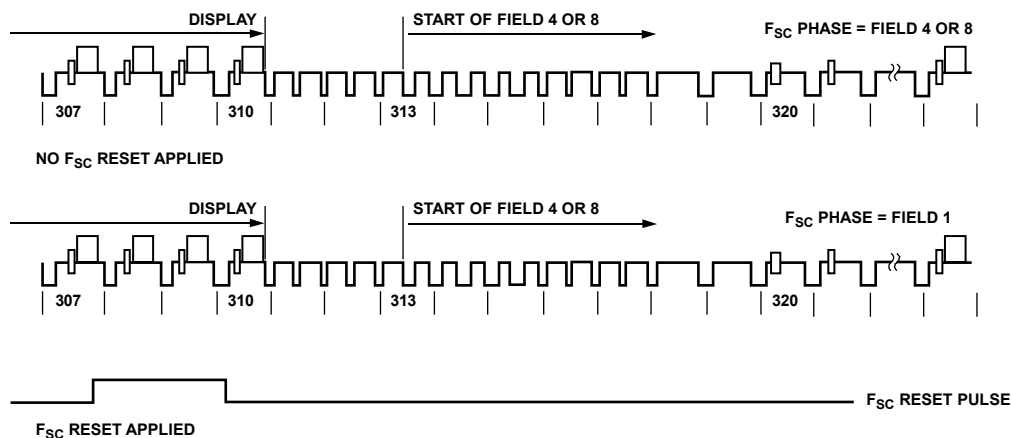 DISPLAY START OF FIELD 4 OR 8 FSC PHASE = FIELD 4 OR 8
307 310 313 320
NO FSC RESET APPLIED
DISPLAY START OF FIELD 4 OR 8 FSC PHASE = FIELD 1
307 310 313 320
FSC RESET PULSE
FSC RESET APPLIED